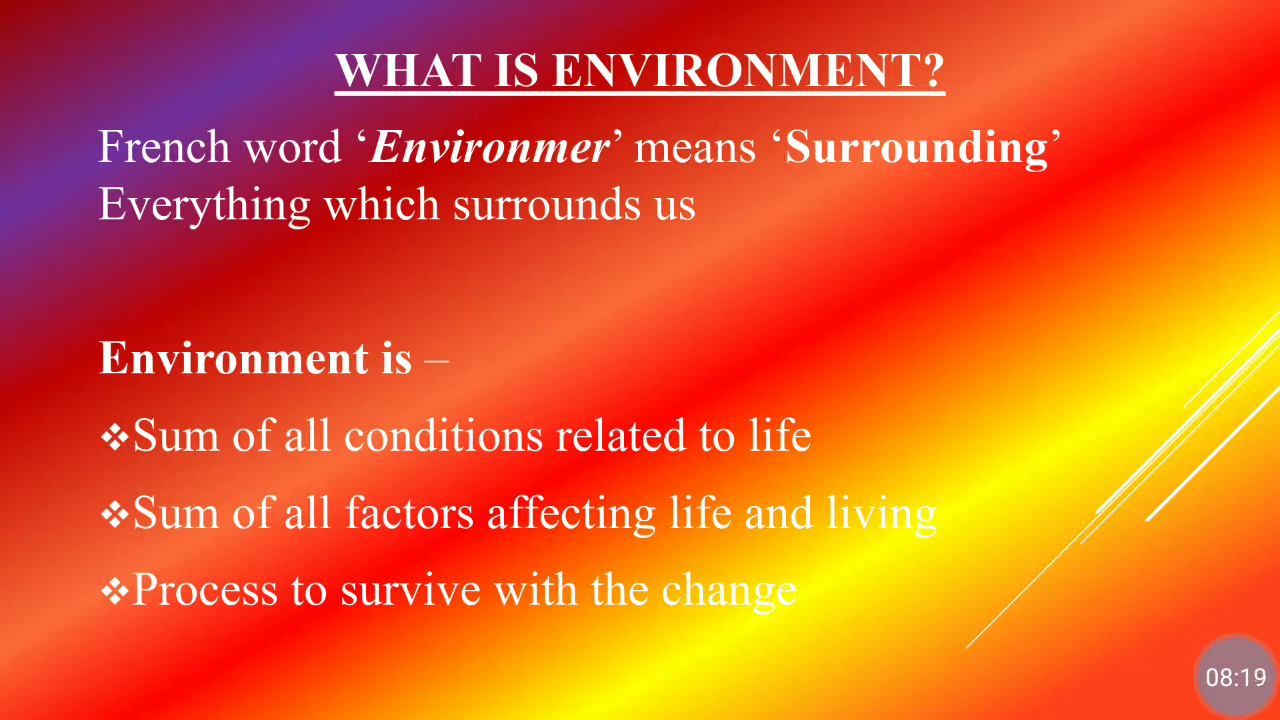 WHAT IS ENVIRONMENT?
French word ‘Environmer’ means ‘Surrounding’
Everything which surrounds us
Environment is –
❖Sum of all conditions related to life
❖Sum of all factors affecting life and living
❖Process to survive with the change
08:19